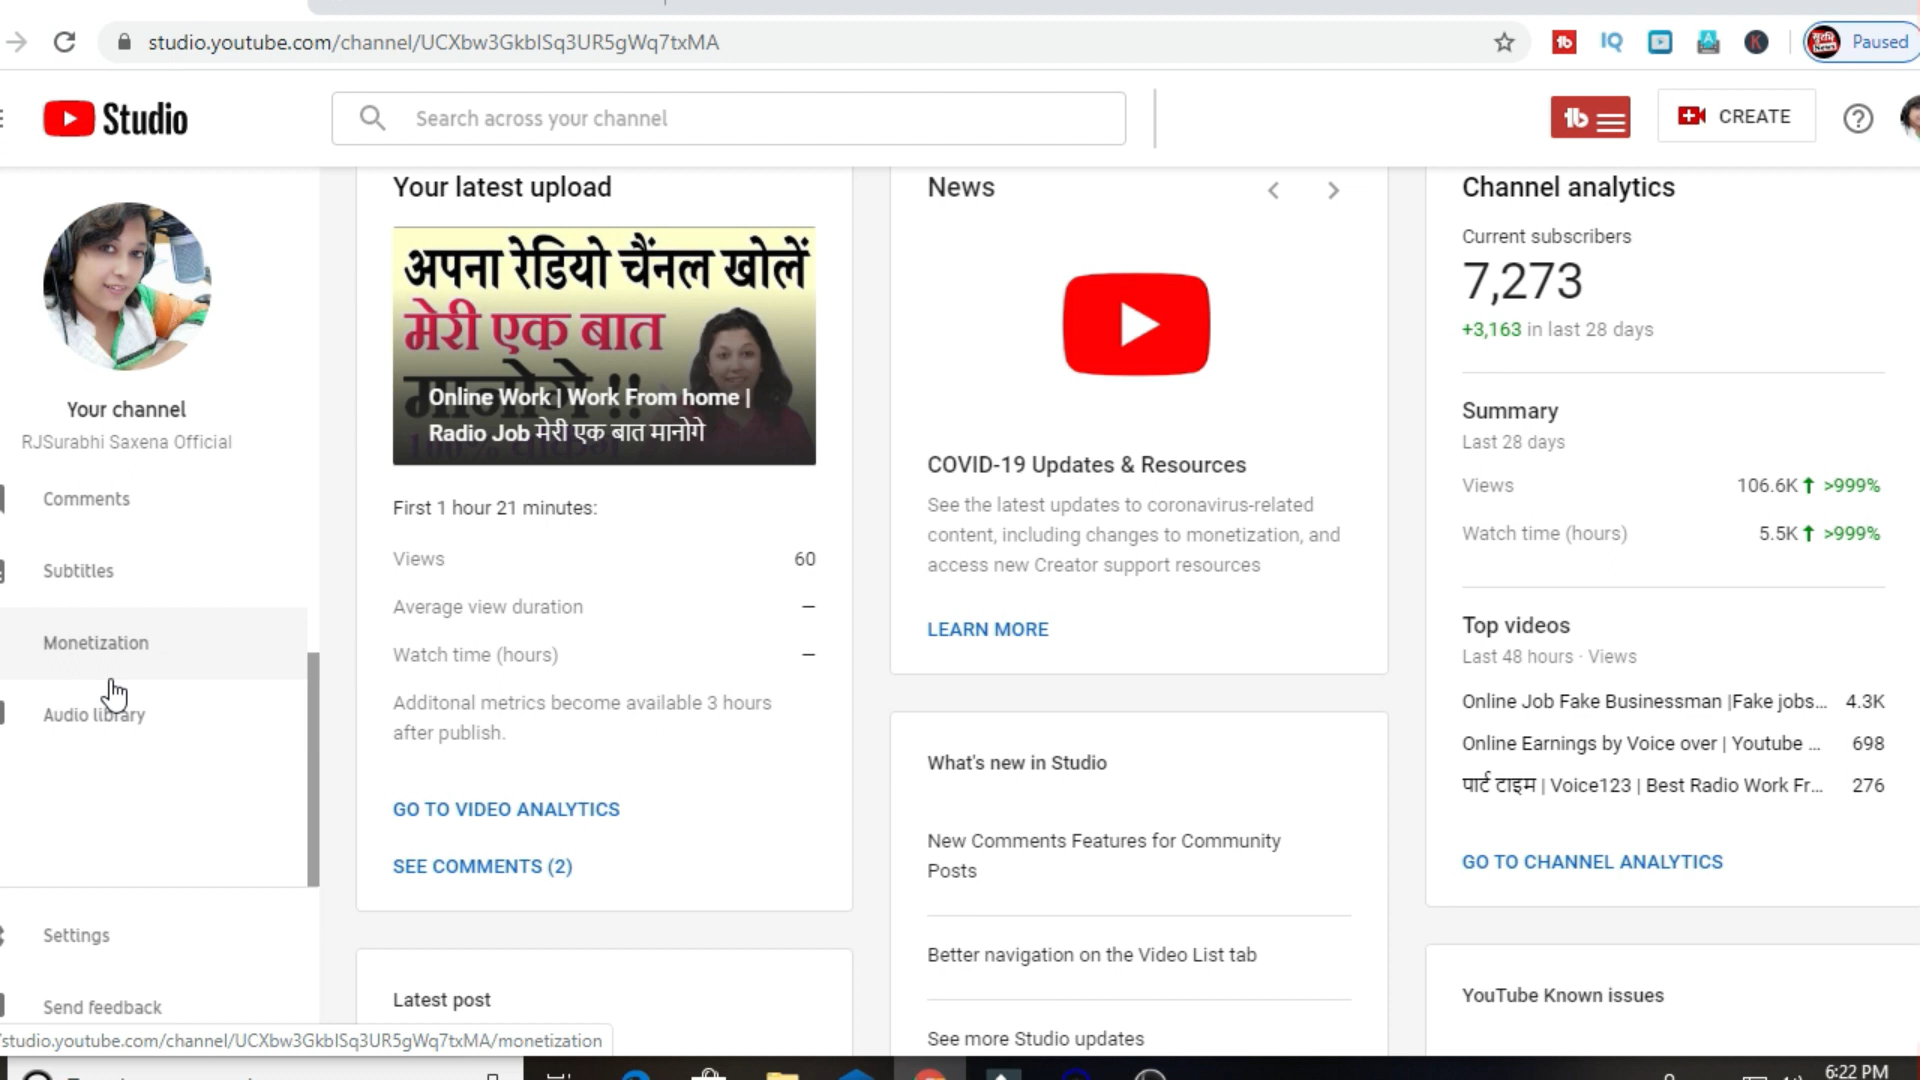 studio.youtube.com/channel/UCXbw3GkblSq3UR5gWq7txMA
Paused
Studio
Search across your channel
CREATE
Your channel
RJSurabhi Saxena Official
Comments
Subtitles
Monetization
Audio library
Settings
Send feedback
Your latest upload
अपना रेडियो चैंनल खोलें
मेरी एक बात
मानोगे !!
Online Work | Work From home |
Radio Job मेरी एक बात मानोगे
First 1 hour 21 minutes:
Views 60
Average view duration –
Watch time (hours) –
Additonal metrics become available 3 hours
after publish.
GO TO VIDEO ANALYTICS
SEE COMMENTS (2)
Latest post
News
COVID-19 Updates & Resources
See the latest updates to coronavirus-related
content, including changes to monetization, and
access new Creator support resources
LEARN MORE
What's new in Studio
New Comments Features for Community
Posts
Better navigation on the Video List tab
See more Studio updates
Channel analytics
Current subscribers
7,273
+3,163 in last 28 days
Summary
Last 28 days
Views 106.6K >999%
Watch time (hours) 5.5K >999%
Top videos
Last 48 hours · Views
Online Job Fake Businessman |Fake jobs... 4.3K
Online Earnings by Voice over | Youtube ... 698
पार्ट टाइम | Voice123 | Best Radio Work Fr... 276
GO TO CHANNEL ANALYTICS
YouTube Known issues
/studio.youtube.com/channel/UCXbw3GkblSq3UR5gWq7txMA/monetization
6:22 PM